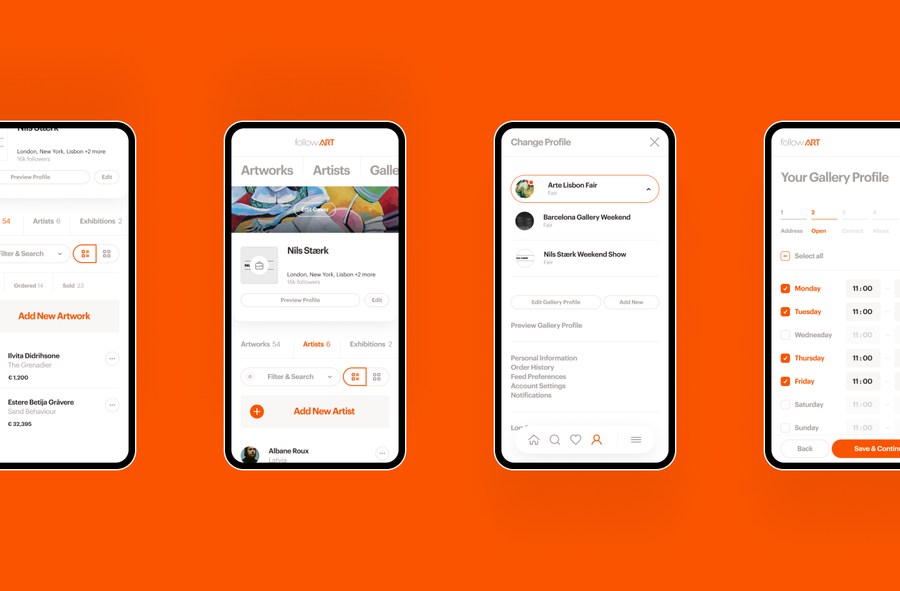 Nils Stærk
London, New York, Lisbon +2 more
16k followers
Preview Profile
Edit
54
Artists 6
Exhibitions 2
Filter & Search
Ordered 14
Sold 23
Add New Artwork
Ilvita Didrihsone
The Grenadier
€ 1,200
Estere Betija Grāvere
Sand Behaviour
€ 32,395
followART
Artworks
Artists
Galle
Edit Cover
Nils Stærk
London, New York, Lisbon +2 more
16k followers
Preview Profile
Edit
Artworks 54
Artists 6
Exhibitions 2
Filter & Search
Add New Artist
Albane Roux
Latvia
Change Profile
Arte Lisbon Fair
Fair
Barcelona Gallery Weekend
Fair
Nils Stærk Weekend Show
Fair
Edit Gallery Profile
Add New
Preview Gallery Profile
Personal Information
Order History
Feed Preferences
Account Settings
Notifications
followART
Your Gallery Profile
1 2 3 4
Address Open Connect About
Select all
Monday 11:00
Tuesday 11:00
Wednesday 11:00
Thursday 11:00
Friday 11:00
Saturday 11:00
Sunday 11:00
Back
Save & Contin